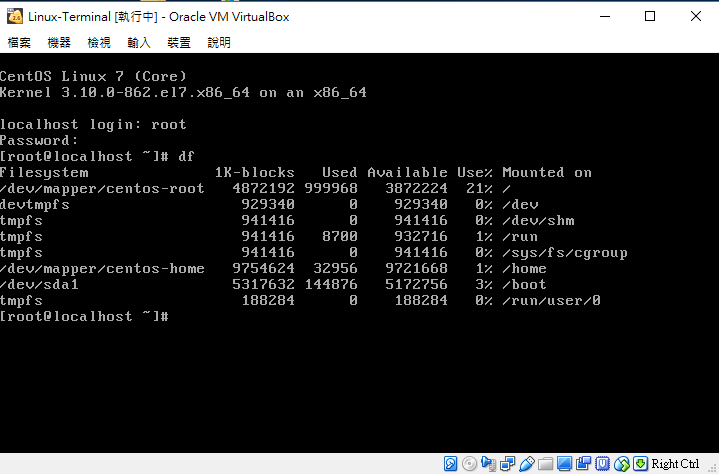 Linux-Terminal [執行中] - Oracle VM VirtualBox
檔案 機器 檢視 輸入 裝置 說明
CentOS Linux 7 (Core)
Kernel 3.10.0-862.el7.x86_64 on an x86_64
localhost login: root
Password:
[root@localhost ~]# df
Filesystem 1K-blocks Used Available Use% Mounted on
/dev/mapper/centos-root 4872192 999968 3872224 21% /
devtmpfs 929340 0 929340 0% /dev
tmpfs 941416 0 941416 0% /dev/shm
tmpfs 941416 8700 932716 1% /run
tmpfs 941416 0 941416 0% /sys/fs/cgroup
/dev/mapper/centos-home 9754624 32956 9721668 1% /home
/dev/sda1 5317632 144876 5172756 3% /boot
tmpfs 188284 0 188284 0% /run/user/0
[root@localhost ~]#
Right Ctrl